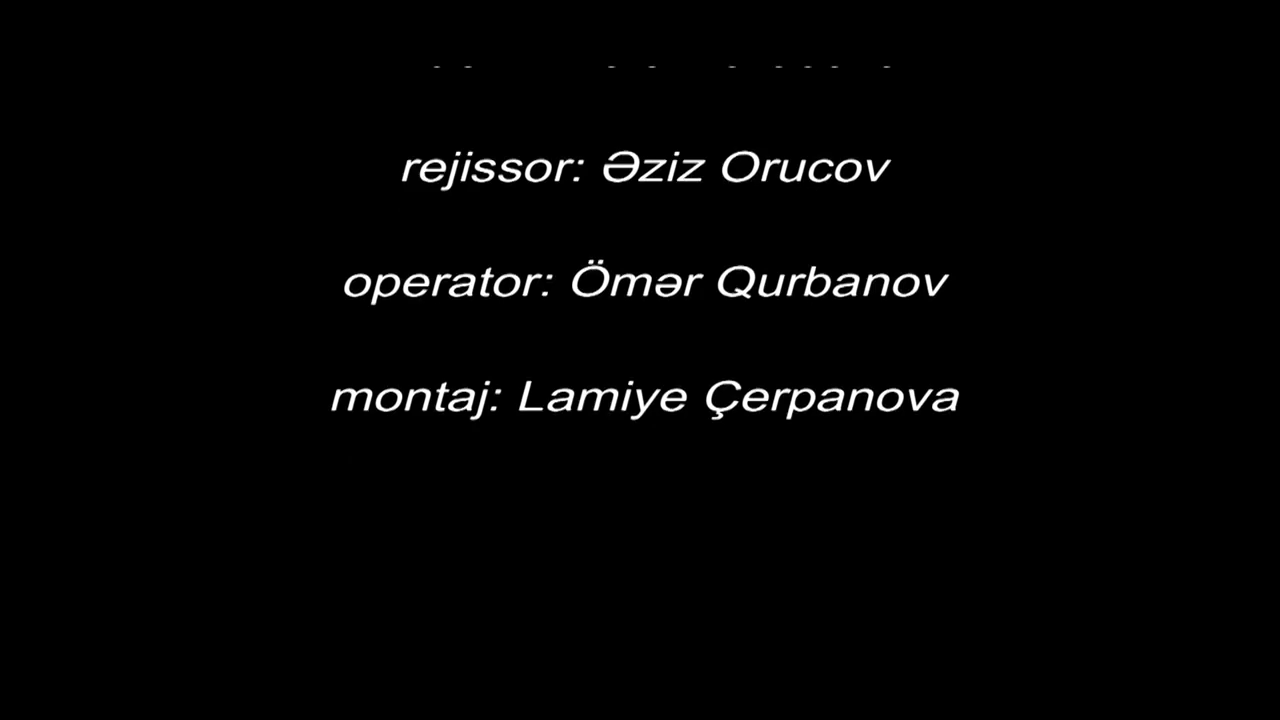 rejissor: Əziz Orucov
operator: Ömər Qurbanov
montaj: Lamiye Çerpanova